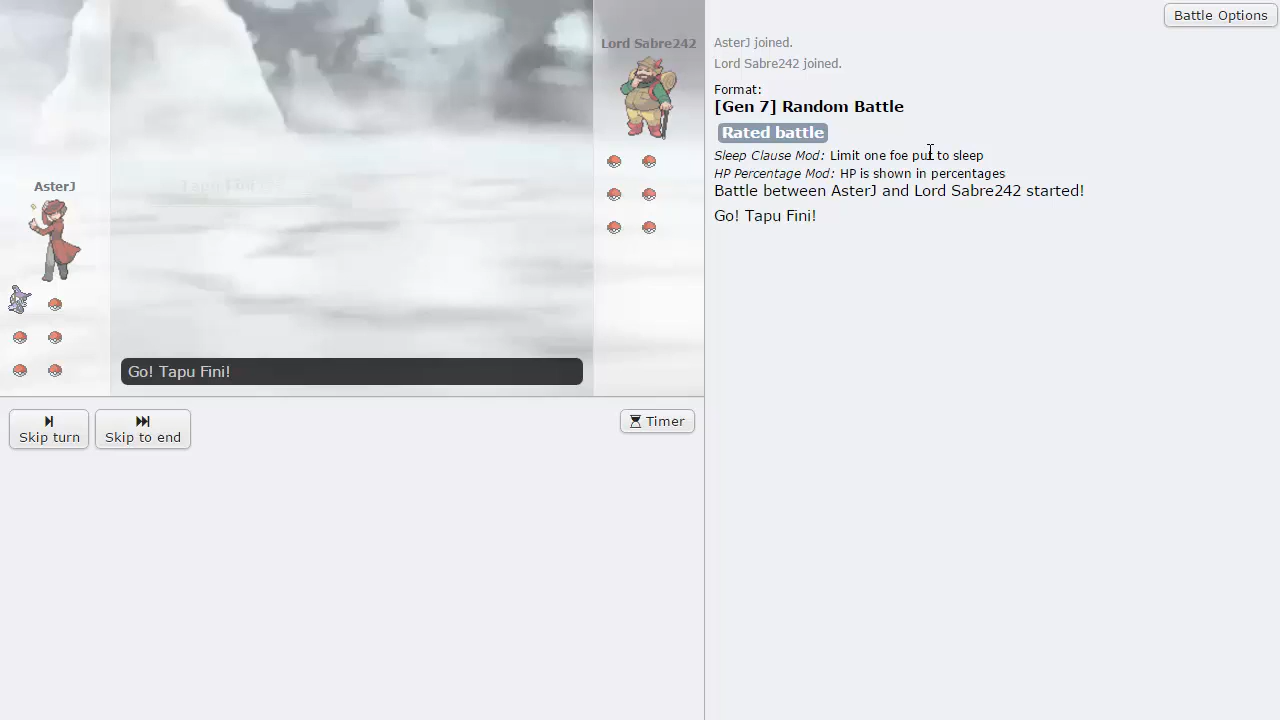 Battle Options
Lord Sabre242
AsterJ joined.
Lord Sabre242 joined.
Format:
[Gen 7] Random Battle
Rated battle
Sleep Clause Mod: Limit one foe put to sleep
HP Percentage Mod: HP is shown in percentages
Battle between AsterJ and Lord Sabre242 started!
Go! Tapu Fini!
AsterJ
Tapu Fini
Go! Tapu Fini!
Skip turn
Skip to end
Timer